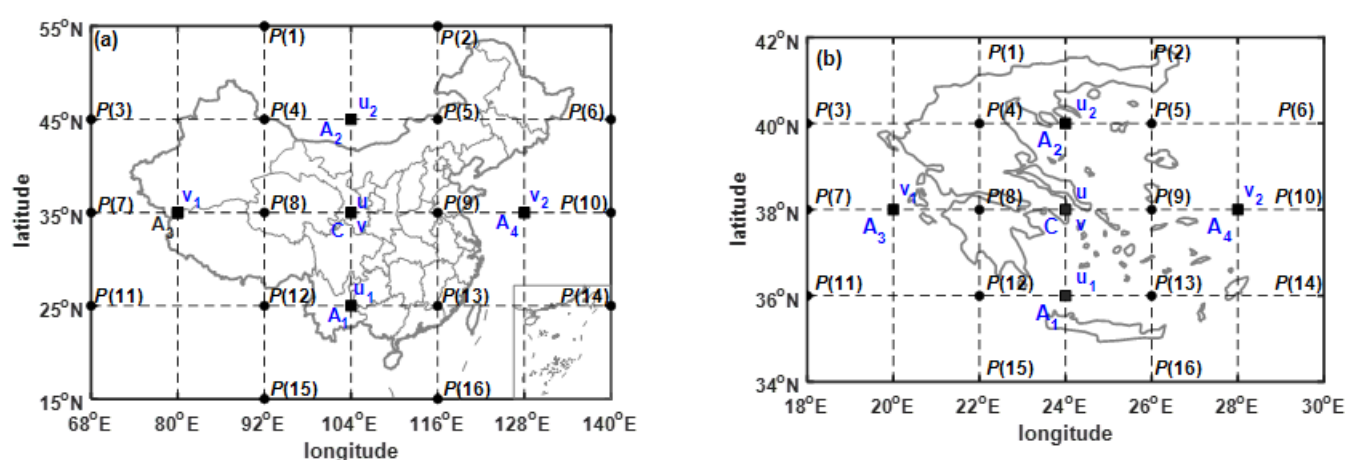 (a)
55°N
45°N
35°N
25°N
15°N
latitude
P(1) P(2)
P(3) P(4) u2 P(5) P(6)
A2
v1 u v2
P(7) P(8) P(9) P(10)
A3 C v A4
P(11) P(12) u1 P(13) P(14)
A1
P(15) P(16)
68°E 80°E 92°E 104°E 116°E 128°E 140°E
longitude
(b)
42°N
40°N
38°N
36°N
34°N
latitude
P(1) P(2)
P(3) P(4) u2 P(5) P(6)
A2
v1 u v2
P(7) P(8) P(9) P(10)
A3 C v A4
P(11) P(12) u1 P(13) P(14)
A1
P(15) P(16)
18°E 20°E 22°E 24°E 26°E 28°E 30°E
longitude